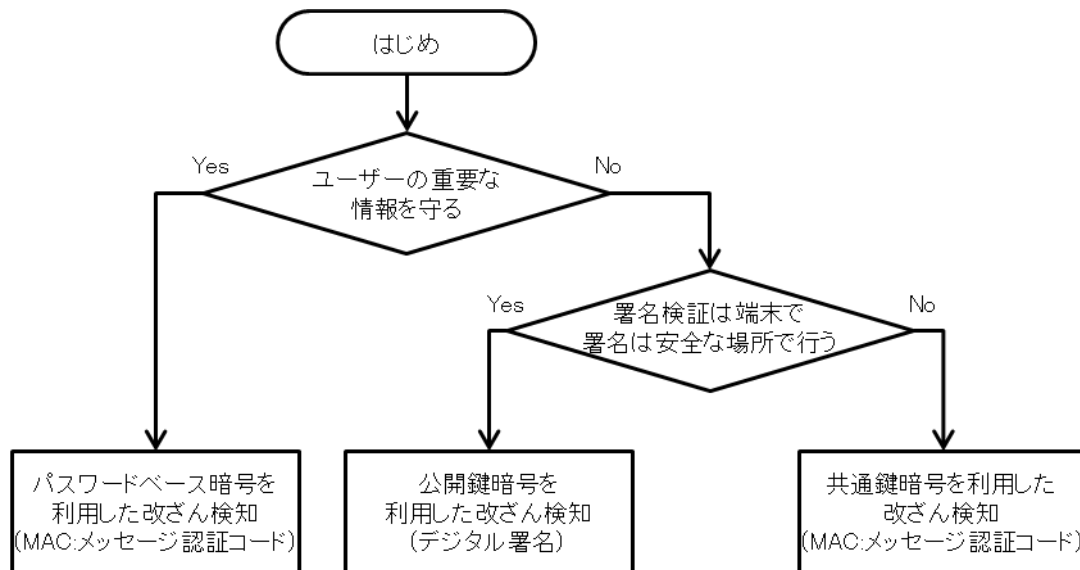 はじめ
Yes
No
ユーザーの重要な
情報を守る
Yes
No
署名検証は端末で
署名は安全な場所で行う
パスワードベース暗号を
利用した改ざん検知
(MAC:メッセージ認証コード)
公開鍵暗号を
利用した改ざん検知
(デジタル署名)
共通鍵暗号を利用した
改ざん検知
(MAC:メッセージ認証コード)